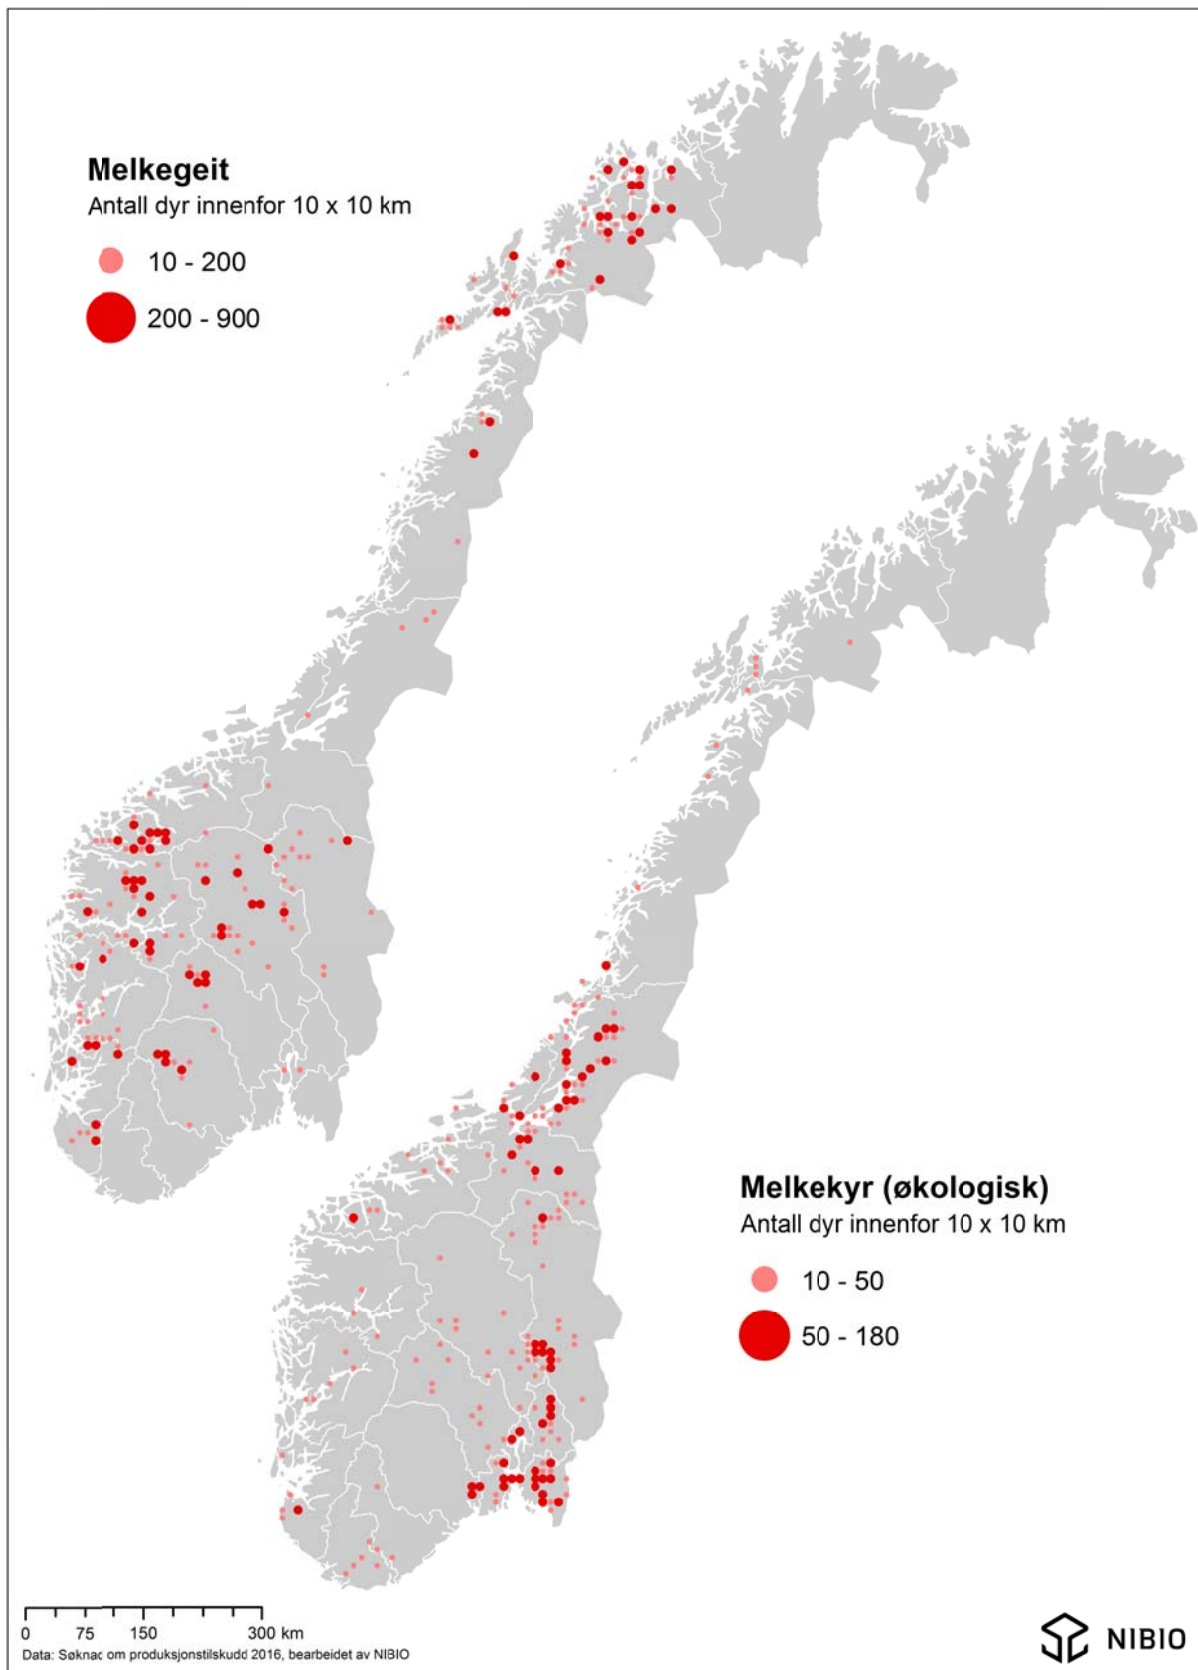 Melkegeit
Antall dyr innenfor 10 x 10 km
10 - 200
200 - 900
Melkekyr (økologisk)
Antall dyr innenfor 10 x 10 km
10 - 50
50 - 180
0 75 150 300 km
Data: Søknad om produksjonstilskudd 2016, bearbeidet av NIBIO
NIBIO